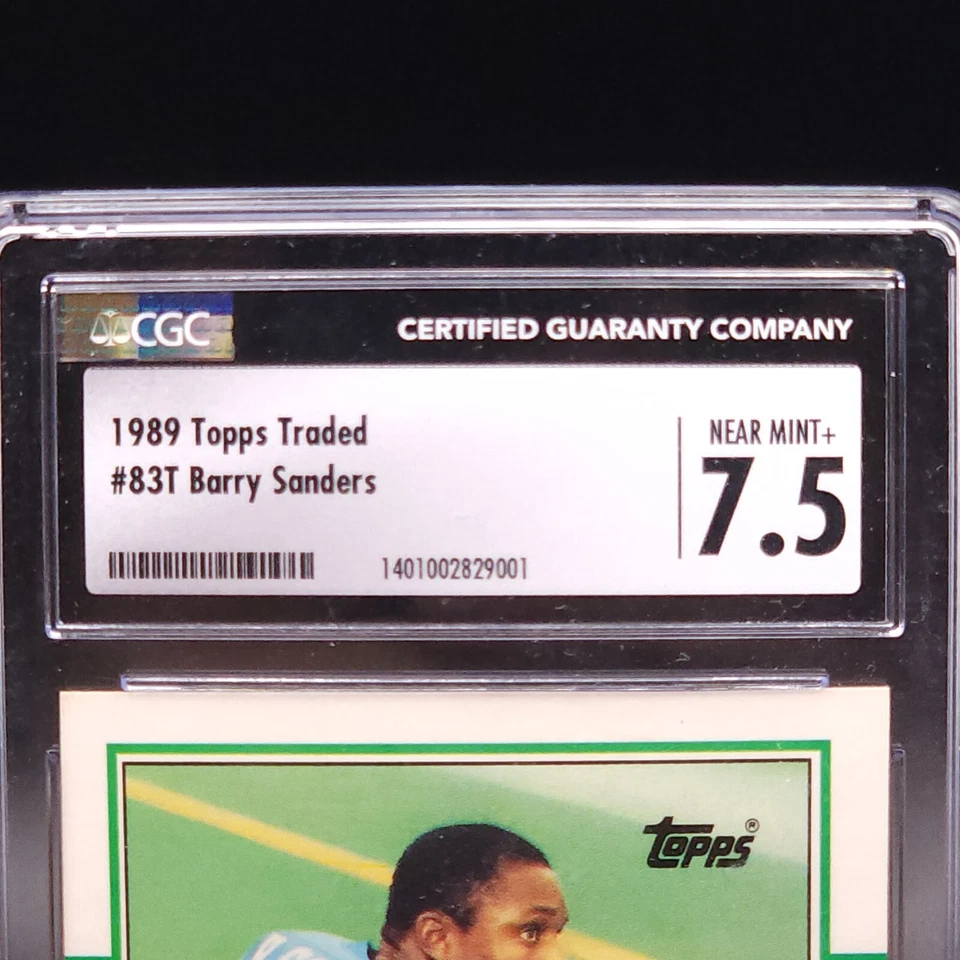 CGC
CERTIFIED GUARANTY COMPANY
1989 Topps Traded
#83T Barry Sanders
NEAR MINT+
7.5
1401002829001
Topps®